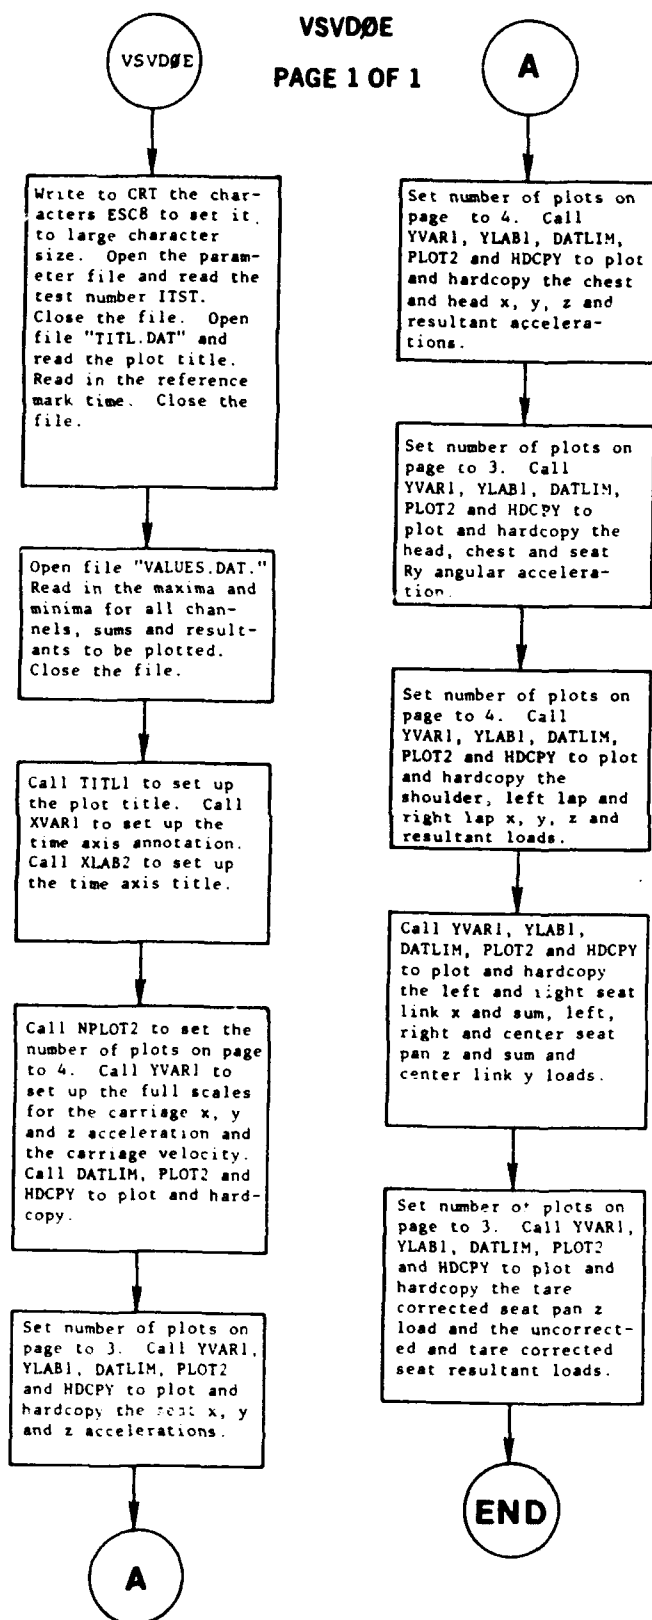 VSVDØE
PAGE 1 OF 1
VSVDØE
Write to CRT the char-
acters ESC8 to set it
to large character
size. Open the param-
eter file and read the
test number ITST.
Close the file. Open
file "TITL.DAT" and
read the plot title.
Read in the reference
mark time. Close the
file.
Open file "VALUES.DAT."
Read in the maxima and
minima for all chan-
nels, sums and result-
ants to be plotted.
Close the file.
Call TITL1 to set up
the plot title. Call
XVAR1 to set up the
time axis annotation.
Call XLAB2 to set up
the time axis title.
Call NPLOT2 to set the
number of plots on page
to 4. Call YVAR1 to
set up the full scales
for the carriage x, y
and z acceleration and
the carriage velocity.
Call DATLIM, PLOT2 and
HDCPY to plot and hard-
copy.
Set number of plots on
page to 3. Call YVAR1,
YLAB1, DATLIM, PLOT2
and HDCPY to plot and
hardcopy the seat x, y
and z accelerations.
A
A
Set number of plots on
page to 4. Call
YVAR1, YLAB1, DATLIM,
PLOT2 and HDCPY to plot
and hardcopy the chest
and head x, y, z and
resultant accelera-
tions.
Set number of plots on
page to 3. Call
YVAR1, YLAB1, DATLIM,
PLOT2 and HDCPY to
plot and hardcopy the
head, chest and seat
Ry angular accelera-
tion.
Set number of plots on
page to 4. Call
YVAR1, YLAB1, DATLIM,
PLOT2 and HDCPY to plot
and hardcopy the
shoulder, left lap and
right lap x, y, z and
resultant loads.
Call YVAR1, YLAB1,
DATLIM, PLOT2 and HDCPY
to plot and hardcopy
the left and right seat
link x and sum, left,
right and center seat
pan z and sum and
center link y loads.
Set number of plots on
page to 3. Call YVAR1,
YLAB1, DATLIM, PLOT2
and HDCPY to plot and
hardcopy the tare
corrected seat pan z
load and the uncorrect-
ed and tare corrected
seat resultant loads.
END